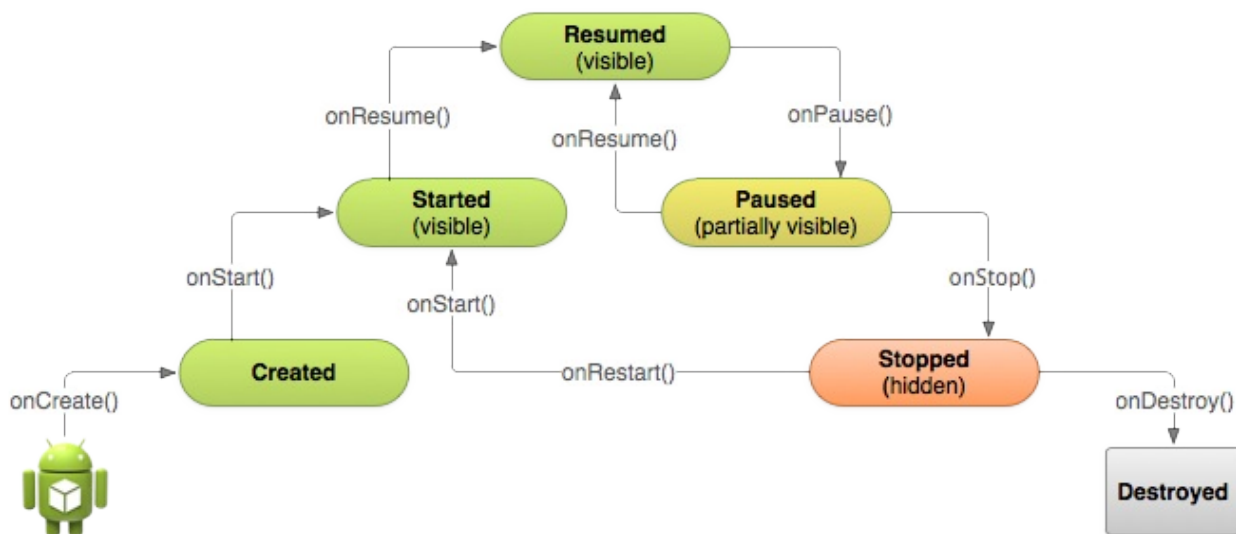 Resumed
(visible)
onResume()
onResume()
onPause()
Started
(visible)
Paused
(partially visible)
onStart()
onStart()
onStop()
Created
onRestart()
Stopped
(hidden)
onCreate()
onDestroy()
Destroyed